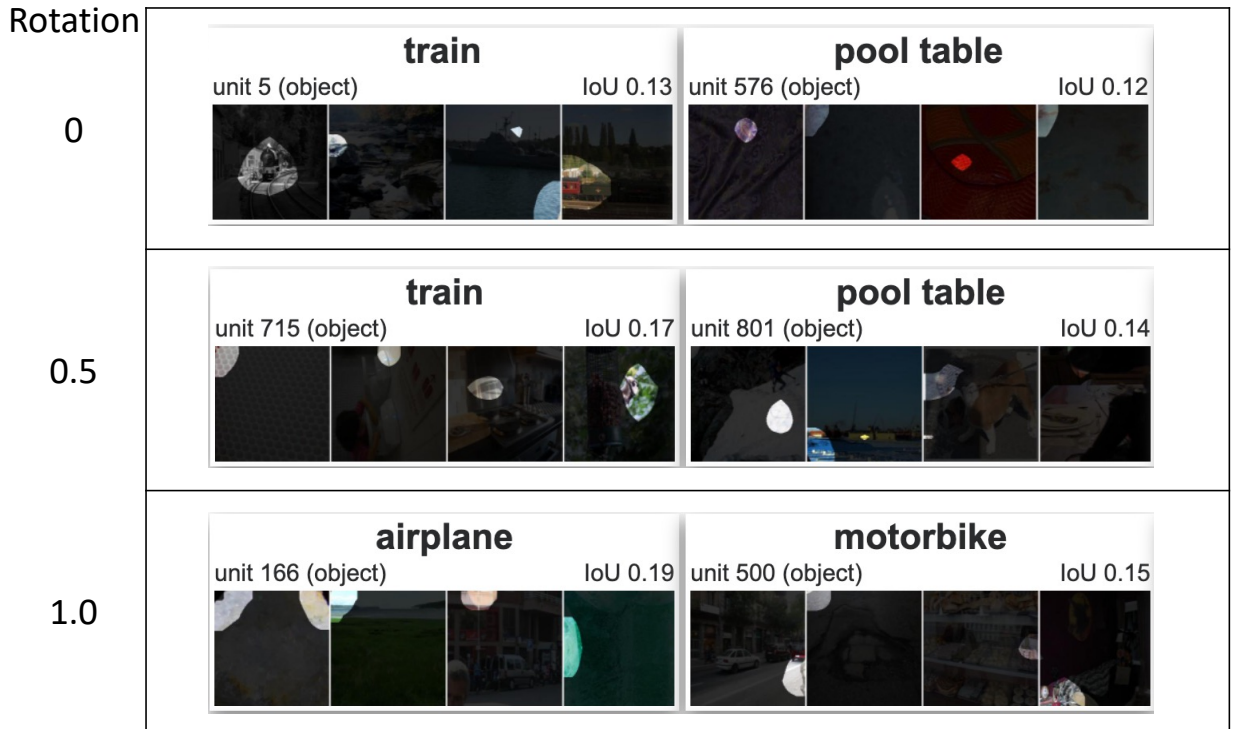 Rotation
0
train
unit 5 (object) IoU 0.13
pool table
unit 576 (object) IoU 0.12
0.5
train
unit 715 (object) IoU 0.17
pool table
unit 801 (object) IoU 0.14
1.0
airplane
unit 166 (object) IoU 0.19
motorbike
unit 500 (object) IoU 0.15